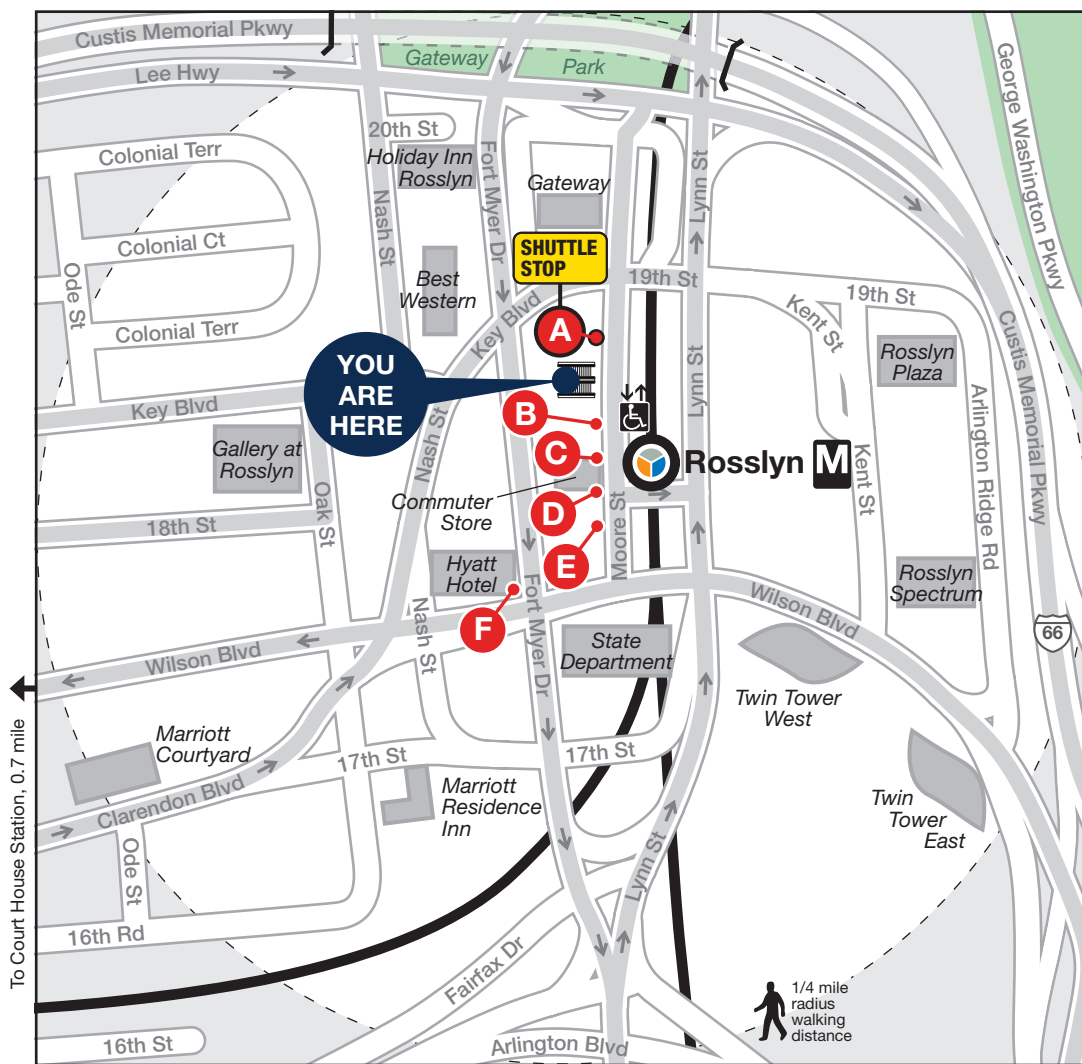 Custis Memorial Pkwy
Gateway
Park
Lee Hwy
George Washington Pkwy
20th St
Colonial Terr
Holiday Inn
Rosslyn
Fort Myer Dr
Gateway
Lynn St
Nash St
Colonial Ct
SHUTTLE
STOP
Ode St
Best
Western
19th St
Kent St
19th St
Key Blvd
Colonial Terr
A
Custis Memorial Pkwy
YOU
ARE
HERE
Lynn St
Rosslyn
Plaza
Key Blvd
Nash St
B
Arlington Ridge Rd
Gallery at
Rosslyn
C
Rosslyn
M
Kent St
Commuter
Store
Oak St
18th St
D
Moore St
E
Hyatt
Hotel
Fort Myer Dr
Rosslyn
Spectrum
Wilson Blvd
F
Nash St
66
Wilson Blvd
State
Department
Twin Tower
West
Marriott
Courtyard
17th St
17th St
Clarendon Blvd
Marriott
Residence
Inn
Twin
Tower
East
Ode St
Lynn St
To Court House Station, 0.7 mile
16th Rd
Fairfax Dr
1/4 mile
radius
walking
distance
16th St
Arlington Blvd